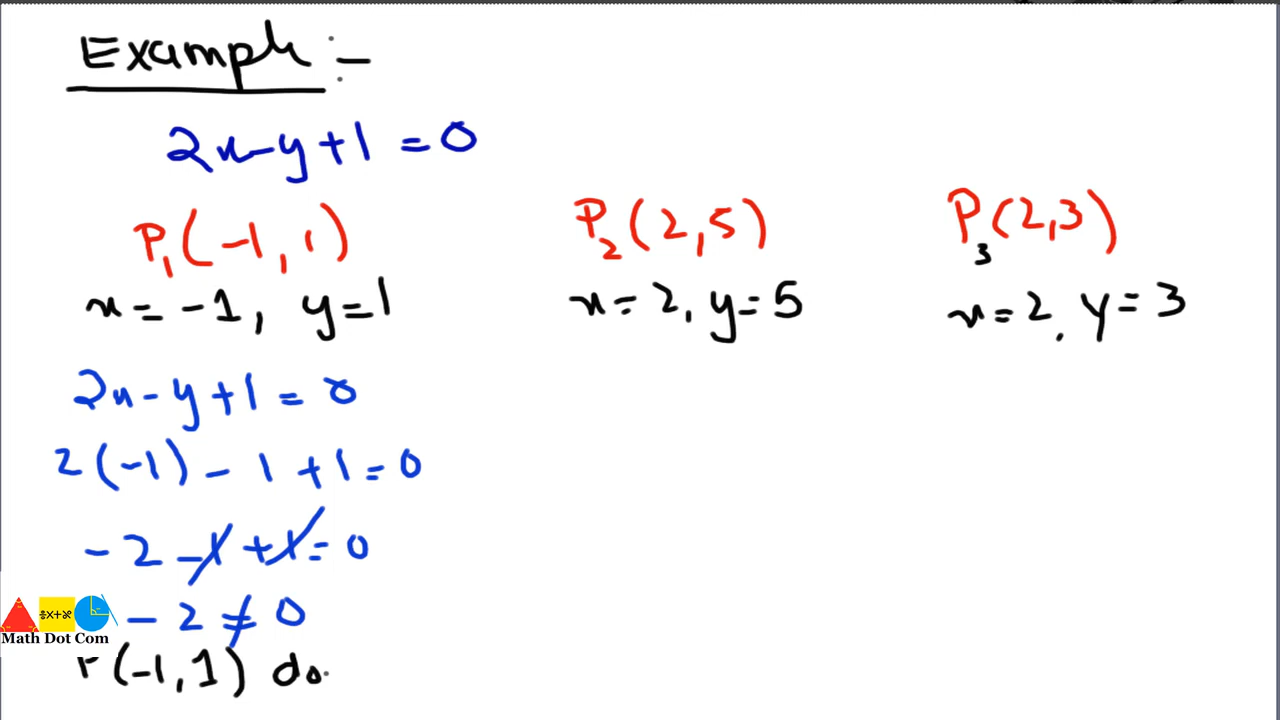 Example :-
2x-y+1 = 0
P₁(-1, 1) P₂(2, 5) P₃(2, 3)
x = -1, y = 1 x = 2, y = 5 x = 2, y = 3
2x - y + 1 = 0
2(-1) - 1 + 1 = 0
- 2 - 1 + 1 = 0
- 2 ≠ 0
÷x+
Math Dot Com
P(-1, 1) do